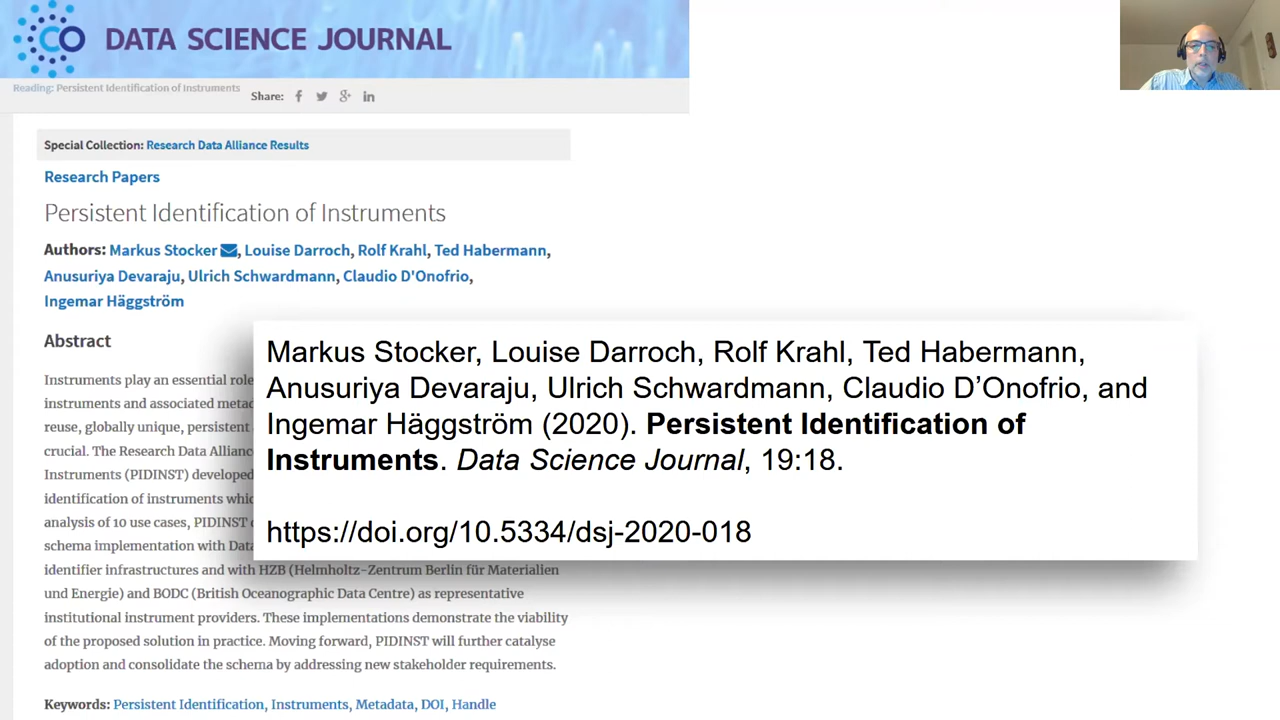 CO DATA SCIENCE JOURNAL
Reading: Persistent Identification of Instruments
Share:
Special Collection: Research Data Alliance Results
Research Papers
Persistent Identification of Instruments
Authors: Markus Stocker, Louise Darroch, Rolf Krahl, Ted Habermann,
Anusuriya Devaraju, Ulrich Schwardmann, Claudio D'Onofrio,
Ingemar Häggström
Abstract
Instruments play an essential role
instruments and associated
reuse, globally unique, persistent
crucial. The Research Data
Instruments (PIDINST) developed
identification of instruments
analysis of 10 use cases, PIDINST
schema implementation with
identifier infrastructures and with HZB (Helmholtz-Zentrum Berlin für Materialien
und Energie) and BODC (British Oceanographic Data Centre) as representative
institutional instrument providers. These implementations demonstrate the viability
of the proposed solution in practice. Moving forward, PIDINST will further catalyse
adoption and consolidate the schema by addressing new stakeholder requirements.
Keywords: Persistent Identification, Instruments, Metadata, DOI, Handle
Markus Stocker, Louise Darroch, Rolf Krahl, Ted Habermann,
Anusuriya Devaraju, Ulrich Schwardmann, Claudio D’Onofrio, and
Ingemar Häggström (2020). Persistent Identification of
Instruments. Data Science Journal, 19:18.
https://doi.org/10.5334/dsj-2020-018